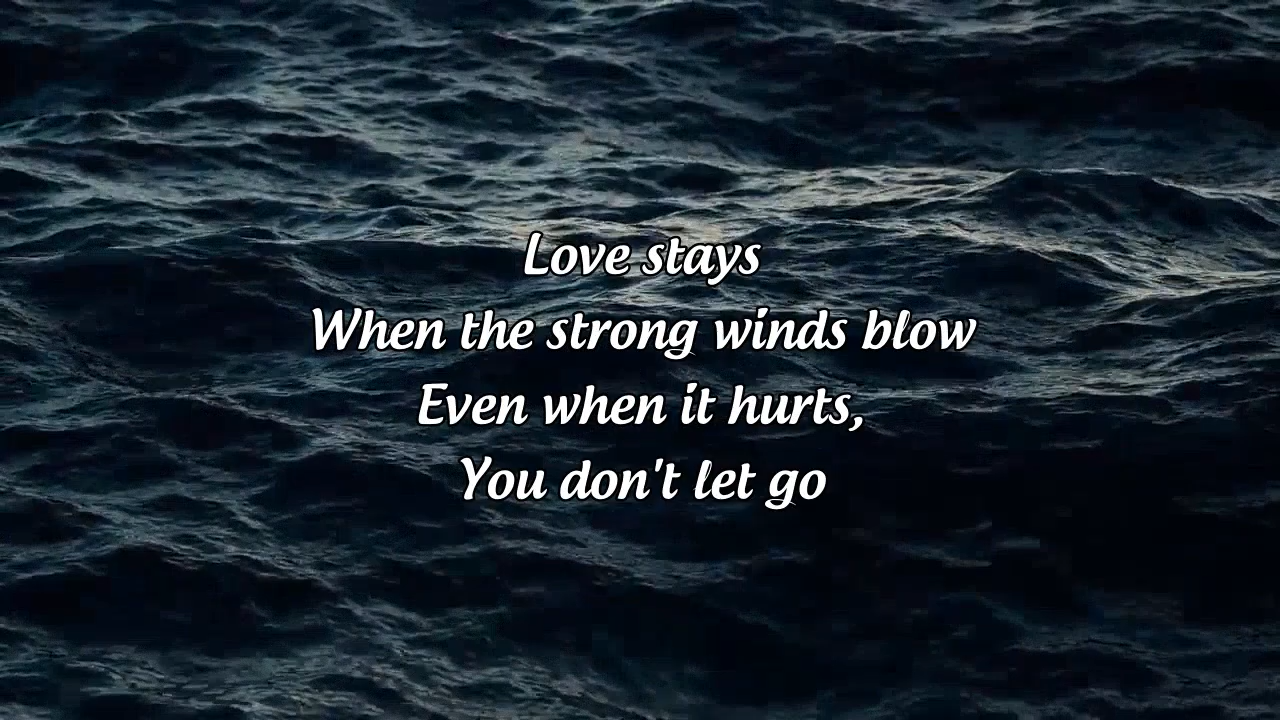 Love stays
When the strong winds blow
Even when it hurts,
You don't let go